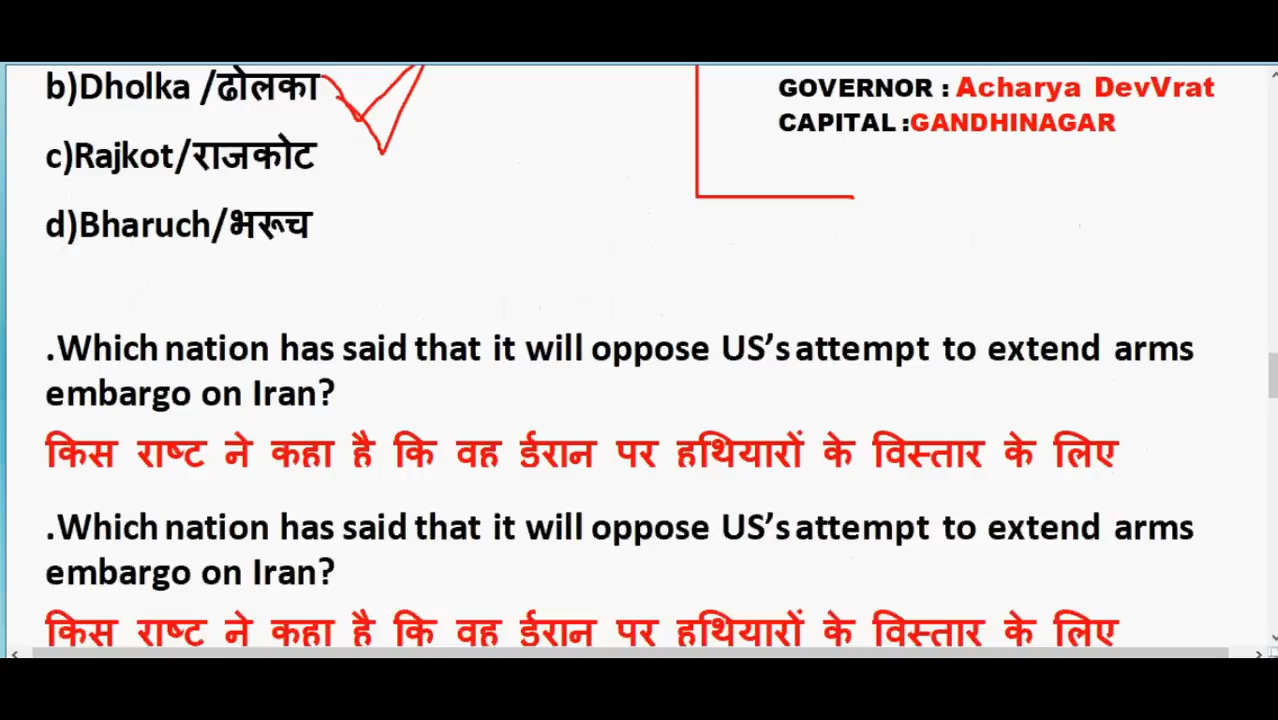 b)Dholka /ढोलका
GOVERNOR : Acharya DevVrat
CAPITAL :GANDHINAGAR
c)Rajkot/राजकोट
d)Bharuch/भरूच
.Which nation has said that it will oppose US’s attempt to extend arms
embargo on Iran?
किस राष्ट ने कहा है कि वह ईरान पर हथियारों के विस्तार के लिए
.Which nation has said that it will oppose US’s attempt to extend arms
embargo on Iran?
किस राष्ट ने कहा है कि वह ईरान पर हथियारों के विस्तार के लिए